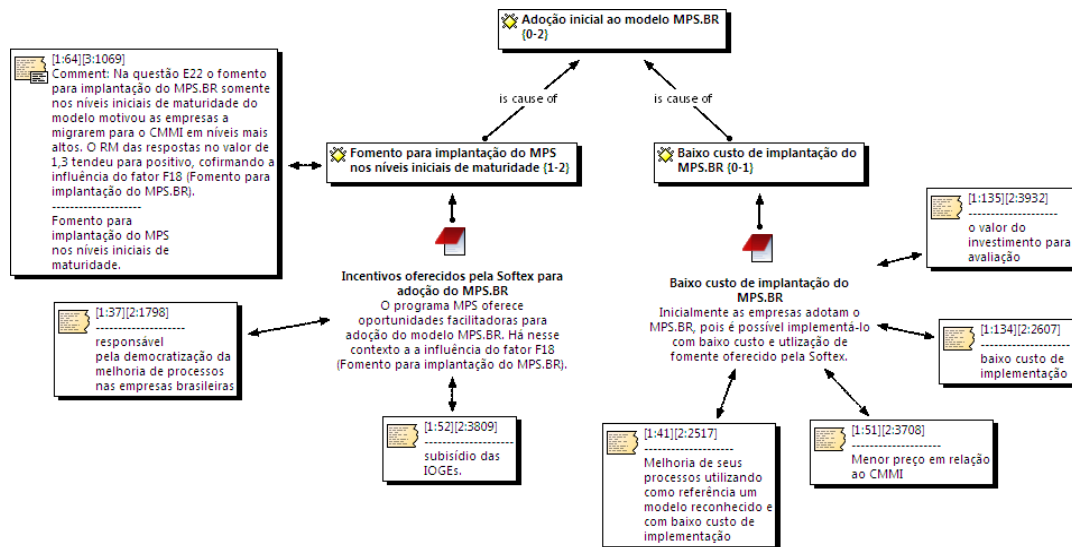 Adoção inicial ao modelo MPS.BR
{0-2}
[1:64][3:1069]
Comment: Na questão E22 o fomento
para implantação do MPS.BR somente
nos níveis iniciais de maturidade do
modelo motivou as empresas a
migrarem para o CMMI em níveis mais
altos. O RM das respostas no valor de
1,3 tendeu para positivo, cofirmando a
influência do fator F18 (Fomento para
implantação do MPS.BR).
--------------------
Fomento para
implantação do MPS
nos níveis iniciais de
maturidade.
is cause of
is cause of
Fomento para implantação do MPS
nos níveis iniciais de maturidade {1-2}
Baixo custo de implantação do
MPS.BR {0-1}
Incentivos oferecidos pela Softex para
adoção do MPS.BR
O programa MPS oferece
oportunidades facilitadoras para
adoção do modelo MPS.BR. Há nesse
contexto a a influência do fator F18
(Fomento para implantação do MPS.BR).
Baixo custo de implantação do
MPS.BR
Inicialmente as empresas adotam o
MPS.BR, pois é possível implementá-lo
com baixo custo e utlização de
fomente oferecido pela Softex.
[1:135][2:3932]
--------------------
o valor do
investimento para
avaliação
[1:37][2:1798]
--------------------
responsável
pela democratização da
melhoria de processos
nas empresas brasileiras
[1:134][2:2607]
--------------------
baixo custo de
implementação
[1:52][2:3809]
--------------------
subisídio das
IOGEs.
[1:41][2:2517]
--------------------
Melhoria de seus
processos utilizando
como referência um
modelo reconhecido e
com baixo custo de
implementação
[1:51][2:3708]
--------------------
Menor preço em relação
ao CMMI